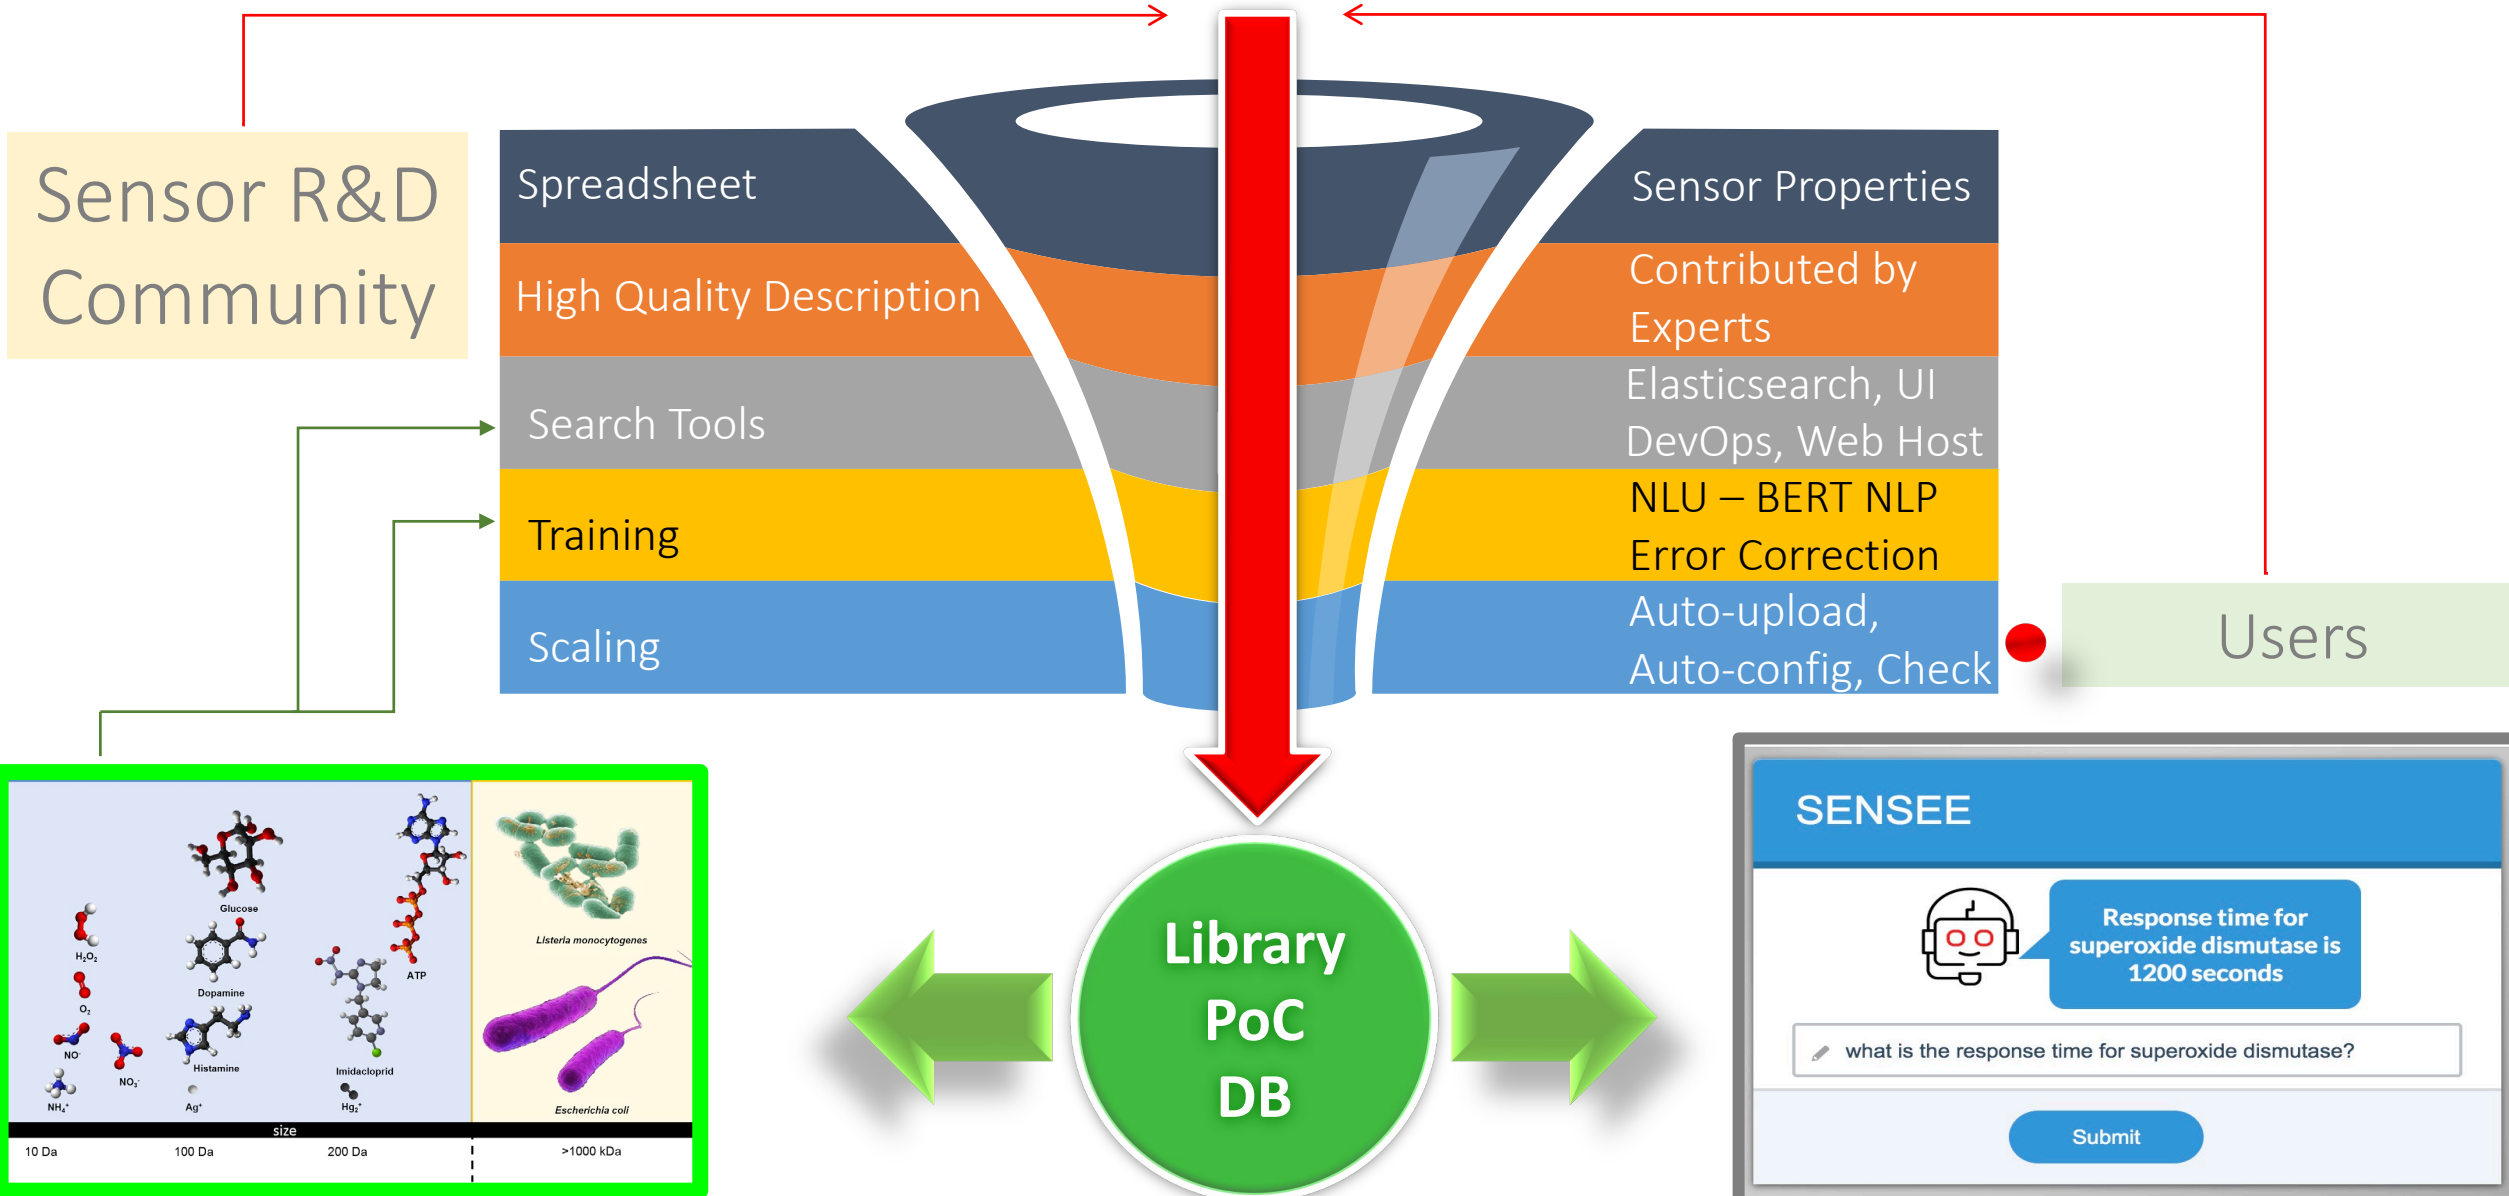 Sensor R&D
Community
Spreadsheet
High Quality Description
Search Tools
Training
Scaling
Sensor Properties
Contributed by
Experts
Elasticsearch, UI
DevOps, Web Host
NLU – BERT NLP
Error Correction
Auto-upload,
Auto-config, Check
Users
Glucose
H₂O₂
Dopamine
O₂
NO⁻
NO₃⁻
Histamine
NH₄⁺
Ag⁺
ATP
Imidacloprid
Hg₂⁺
Listeria monocytogenes
Escherichia coli
size
10 Da
100 Da
200 Da
>1000 kDa
Library
PoC
DB
SENSEE
Response time for
superoxide dismutase is
1200 seconds
what is the response time for superoxide dismutase?
Submit